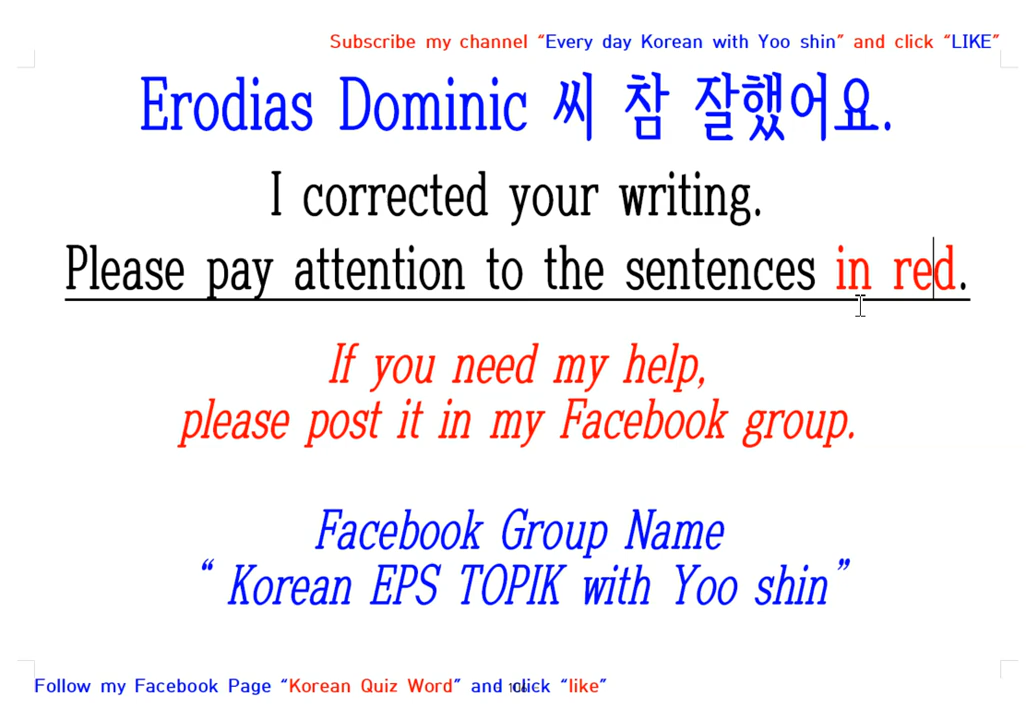 Subscribe my channel “Every day Korean with Yoo shin” and click “LIKE”
Erodias Dominic 씨 참 잘했어요.
I corrected your writing.
Please pay attention to the sentences in red.
If you need my help,
please post it in my Facebook group.
Facebook Group Name
“ Korean EPS TOPIK with Yoo shin”
Follow my Facebook Page “Korean Quiz Word” and click “like”